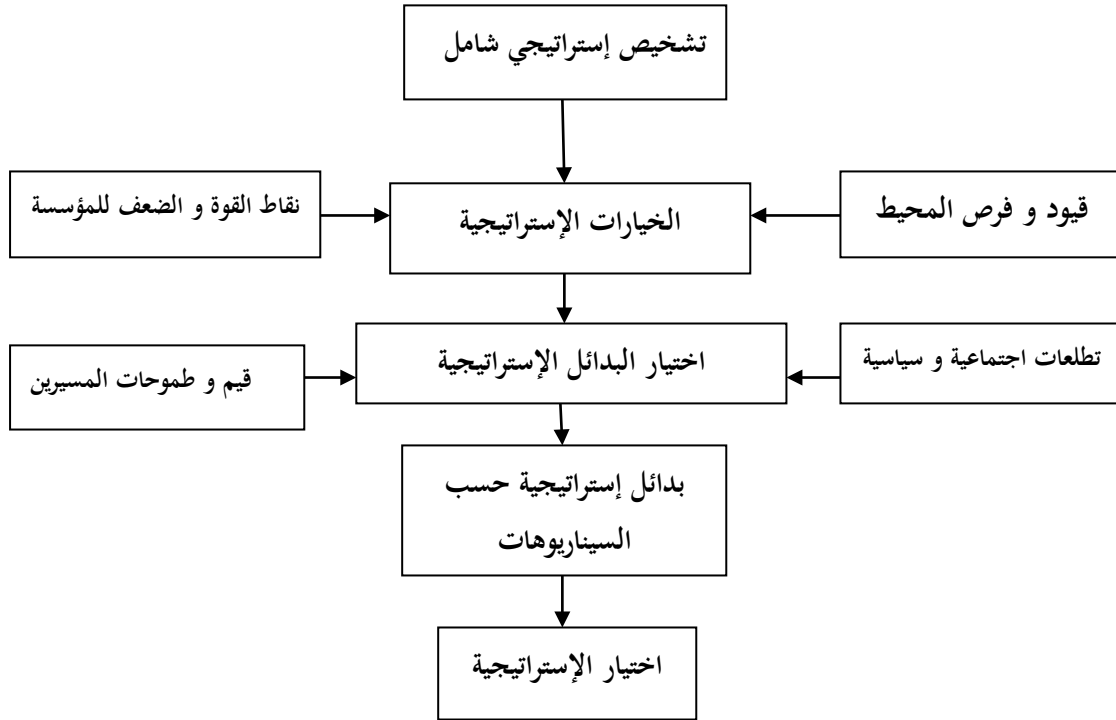 تشخيص إستراتيجي شامل
قيود و فرص المحيط
الخيارات الإستراتيجية
نقاط القوة و الضعف للمؤسسة
تطلعات اجتماعية و سياسية
اختيار البدائل الإستراتيجية
قيم و طموحات المسيرين
بدائل إستراتيجية حسب
السيناريوهات
اختيار الإستراتيجية